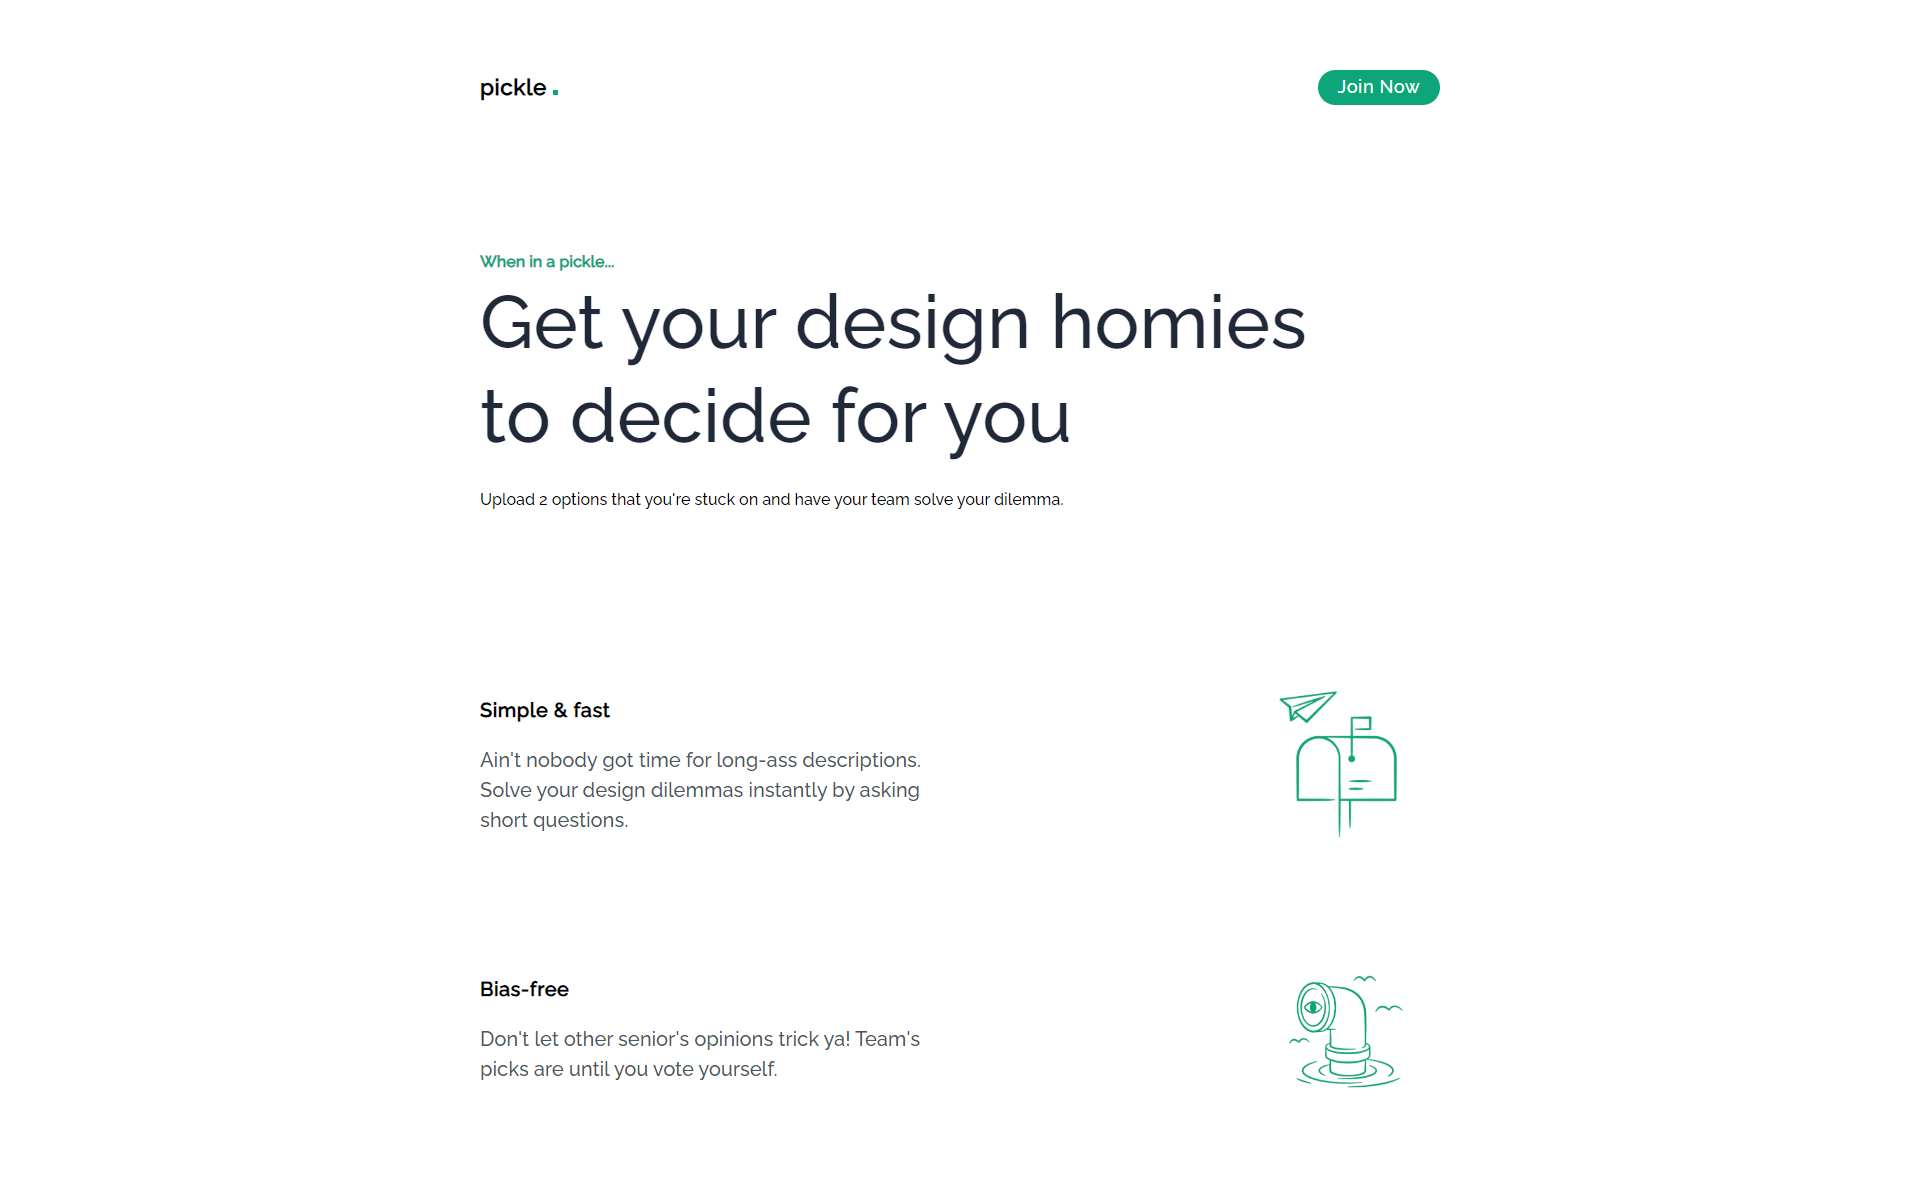 pickle
Join Now
When in a pickle...
Get your design homies
to decide for you
Upload 2 options that you're stuck on and have your team solve your dilemma.
Simple & fast
Ain't nobody got time for long-ass descriptions.
Solve your design dilemmas instantly by asking
short questions.
Bias-free
Don't let other senior's opinions trick ya! Team's
picks are until you vote yourself.